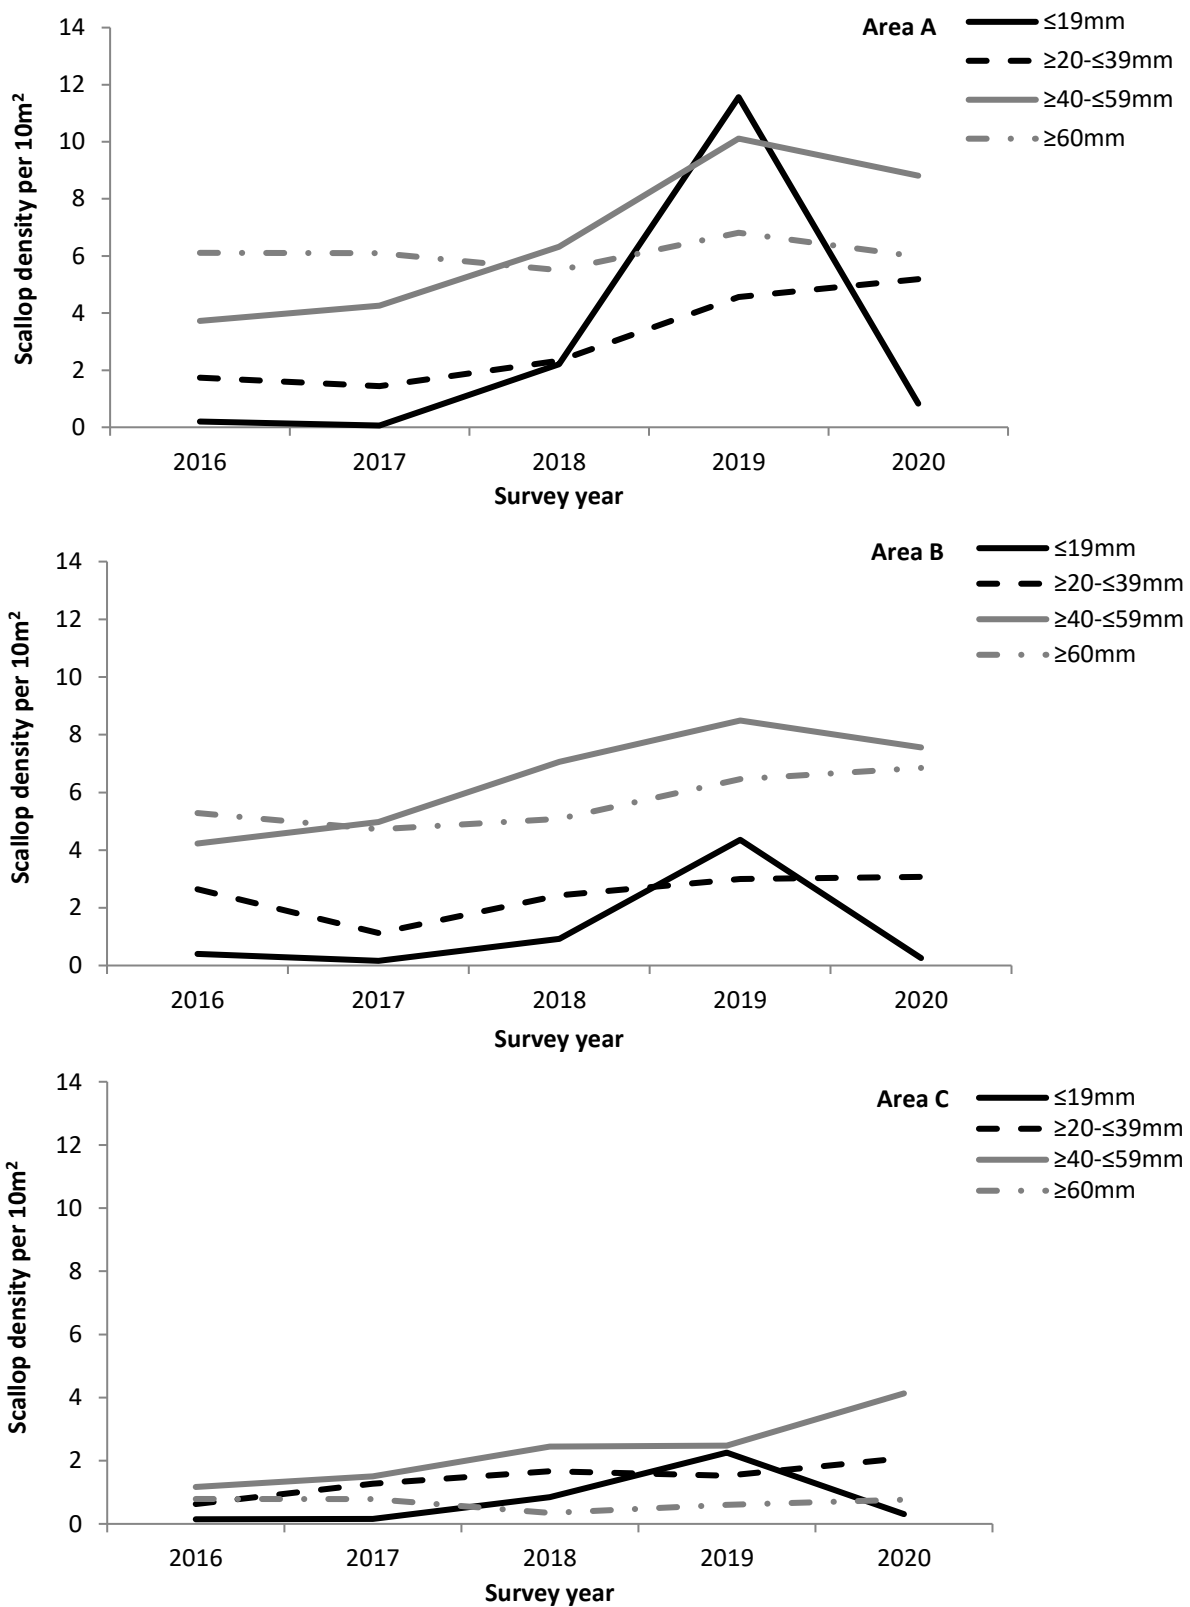 Area A
≤19mm
≥20-≤39mm
≥40-≤59mm
≥60mm
Scallop density per 10m²
14
12
10
8
6
4
2
0
2016 2017 2018 2019 2020
Survey year
Area B
≤19mm
≥20-≤39mm
≥40-≤59mm
≥60mm
Scallop density per 10m²
14
12
10
8
6
4
2
0
2016 2017 2018 2019 2020
Survey year
Area C
≤19mm
≥20-≤39mm
≥40-≤59mm
≥60mm
Scallop density per 10m²
14
12
10
8
6
4
2
0
2016 2017 2018 2019 2020
Survey year